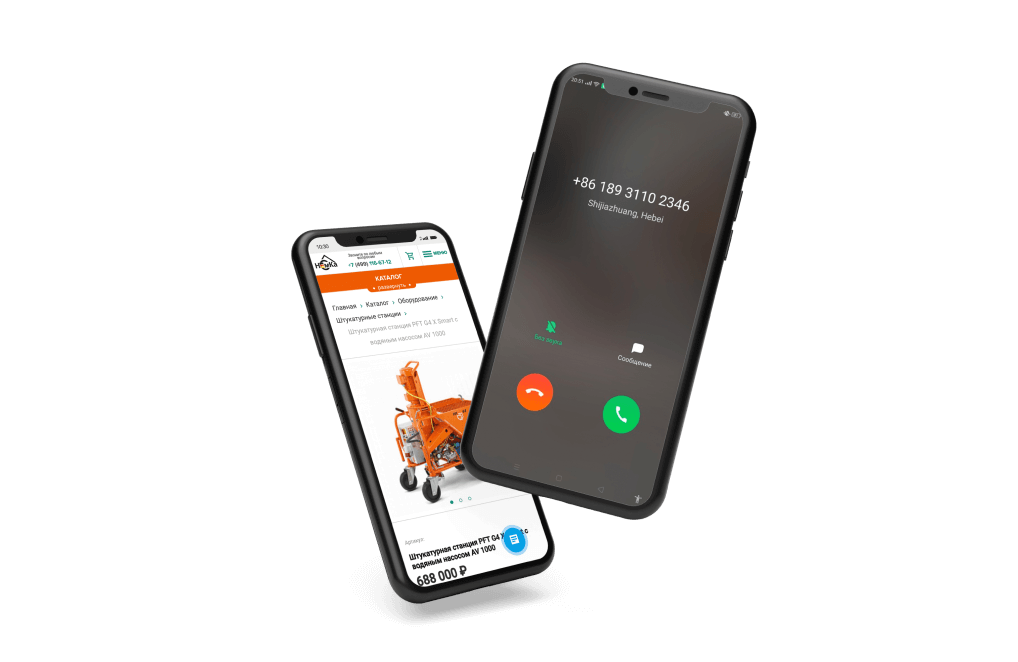 10:30
НЕмКа
Звоните по любым
вопросам
+7 (499) 116-67-12
МЕНЮ
КАТАЛОГ
развернуть
Главная › Каталог › Оборудование ›
Штукатурные станции ›
Штукатурная станция PFT G4 X Smart с
водяным насосом AV 1000
Артикул:
Штукатурная станция PFT G4 X с
водяным насосом AV 1000
688 000 ₽
20:51
+86 189 3110 2346
Shijiazhuang, Hebei
Без звука
Сообщение